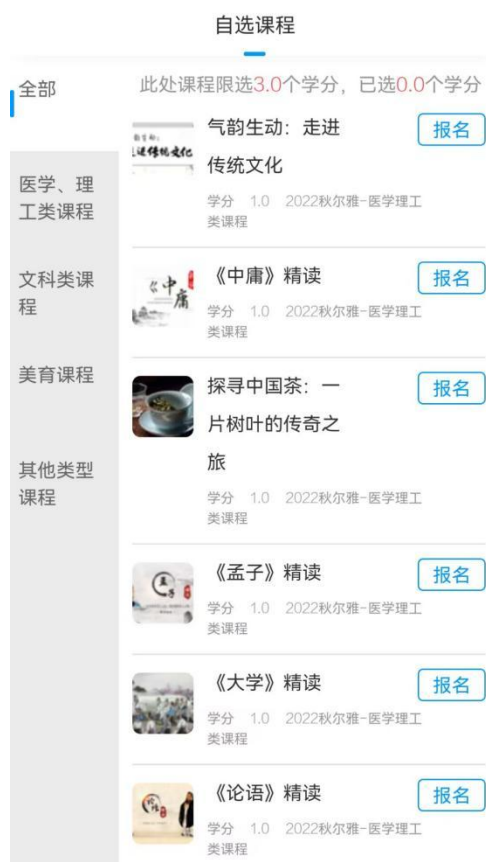 自选课程
全部
医学、理
工类课程
文科类课
程
美育课程
其他类型
课程
此处课程限选3.0个学分，已选0.0个学分
气韵生动：走进
传统文化
报名
学分 1.0 2022秋尔雅-医学理工
类课程
中庸
《中庸》精读
报名
学分 1.0 2022秋尔雅-医学理工
类课程
探寻中国茶：一
片树叶的传奇之
旅
报名
学分 1.0 2022秋尔雅-医学理工
类课程
《孟子》精读
报名
学分 1.0 2022秋尔雅-医学理工
类课程
《大学》精读
报名
学分 1.0 2022秋尔雅-医学理工
类课程
《论语》精读
报名
学分 1.0 2022秋尔雅-医学理工
类课程